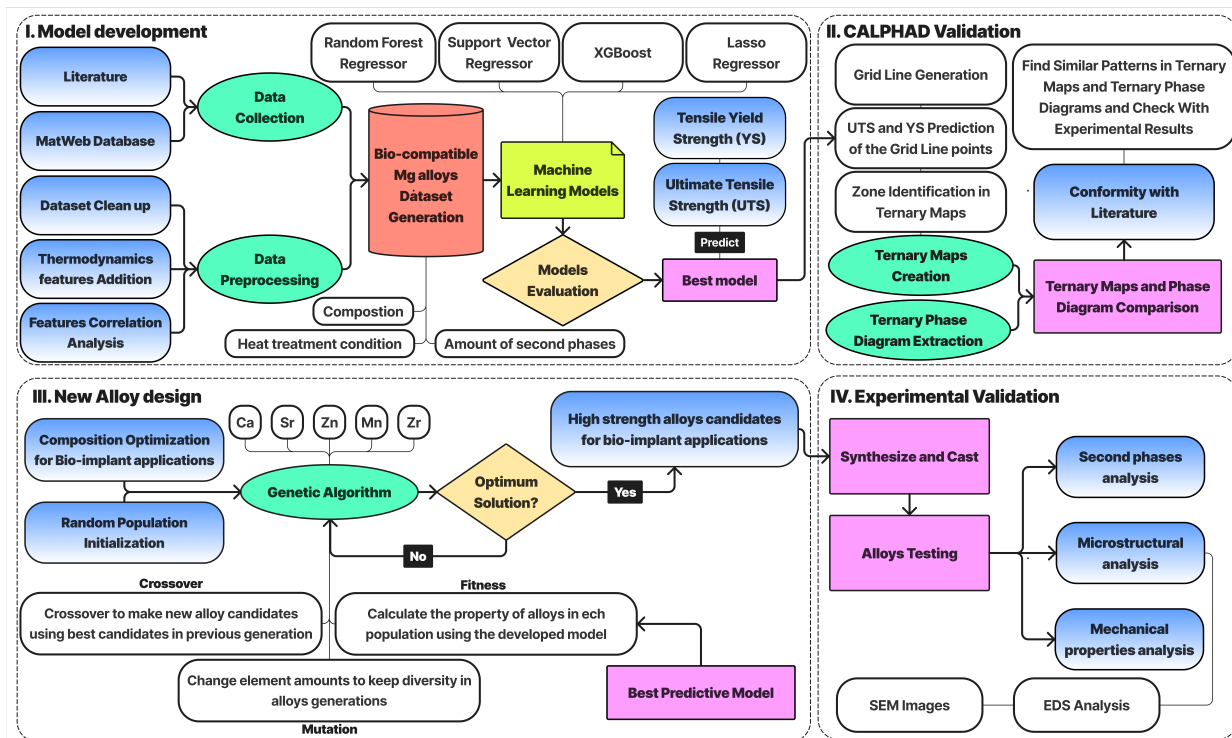 I. Model development
Literature
MatWeb Database
Dataset Clean up
Thermodynamics
features Addition
Features Correlation
Analysis
Data
Collection
Data
Preprocessing
Random Forest
Regressor
Support Vector
Regressor
XGBoost
Lasso
Regressor
Bio-compatible
Mg alloys
Dataset
Generation
Machine
Learning Models
Tensile Yield
Strength (YS)
Ultimate Tensile
Strength (UTS)
Predict
Models
Evaluation
Best model
Compostion
Heat treatment condition
Amount of second phases
II. CALPHAD Validation
Grid Line Generation
UTS and YS Prediction
of the Grid Line points
Zone Identification in
Ternary Maps
Ternary Maps
Creation
Ternary Phase
Diagram Extraction
Find Similar Patterns in Ternary
Maps and Ternary Phase
Diagrams and Check With
Experimental Results
Conformity with
Literature
Ternary Maps and Phase
Diagram Comparison
III. New Alloy design
Composition Optimization
for Bio-implant applications
Random Population
Initialization
Ca
Sr
Zn
Mn
Zr
Genetic Algorithm
Optimum
Solution?
Yes
No
High strength alloys candidates
for bio-implant applications
Crossover
Crossover to make new alloy candidates
using best candidates in previous generation
Fitness
Calculate the property of alloys in ech
population using the developed model
Change element amounts to keep diversity in
alloys generations
Mutation
Best Predictive Model
IV. Experimental Validation
Synthesize and Cast
Alloys Testing
Second phases
analysis
Microstructural
analysis
Mechanical
properties analysis
SEM Images
EDS Analysis